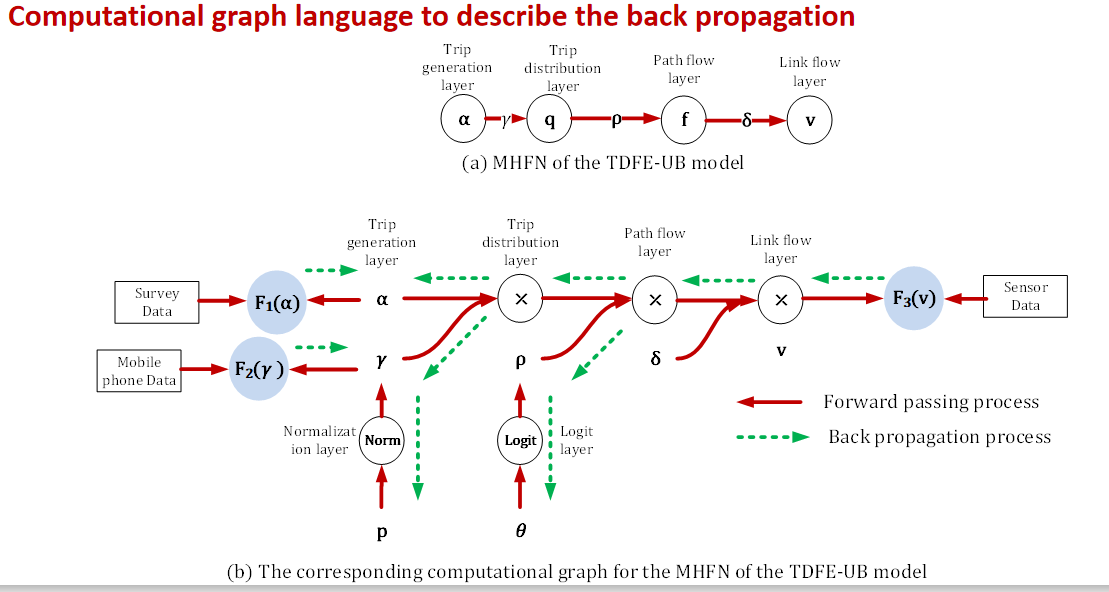 Computational graph language to describe the back propagation
Trip
generation
layer
Trip
distribution
layer
Path flow
layer
Link flow
layer
α
γ
q
ρ
f
δ
v
(a) MHFN of the TDFE-UB model
Trip
generation
layer
Trip
distribution
layer
Path flow
layer
Link flow
layer
Survey
Data
F₁(α)
α
×
×
×
F₃(v)
Sensor
Data
Mobile
phone Data
F₂(γ )
γ
ρ
δ
v
Forward passing process
Back propagation process
Normalizat
ion layer
Norm
Logit
Logit
layer
p
θ
(b) The corresponding computational graph for the MHFN of the TDFE-UB model